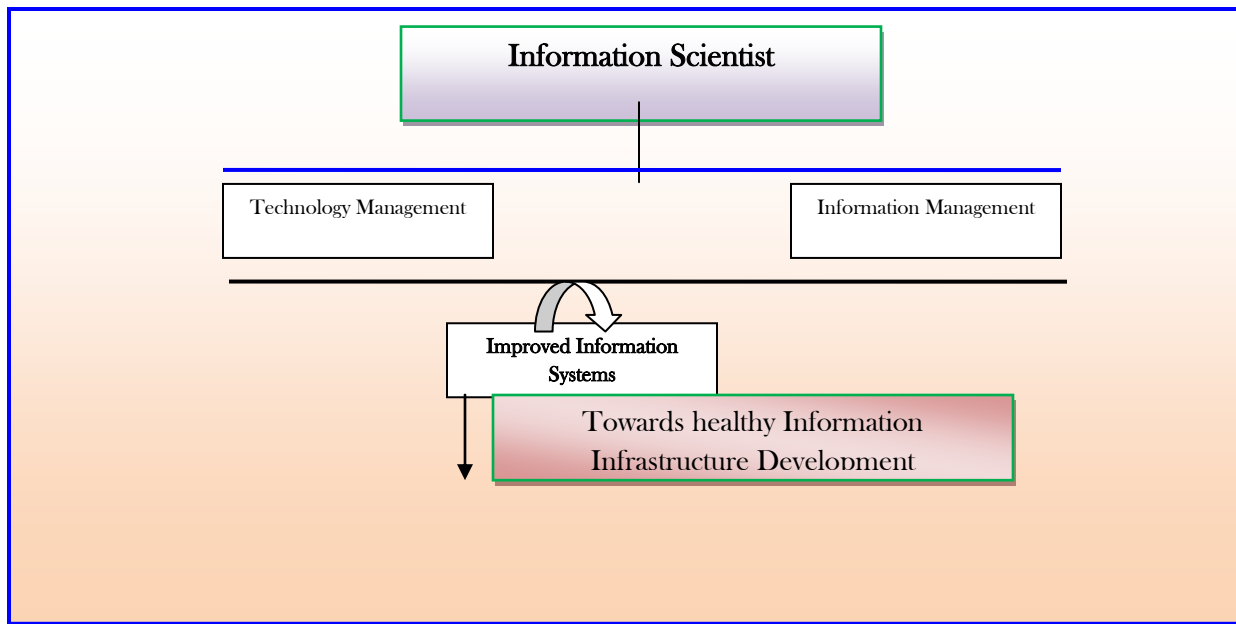 Information Scientist
Technology Management
Information Management
Improved Information
Systems
Towards healthy Information
Infrastructure Development